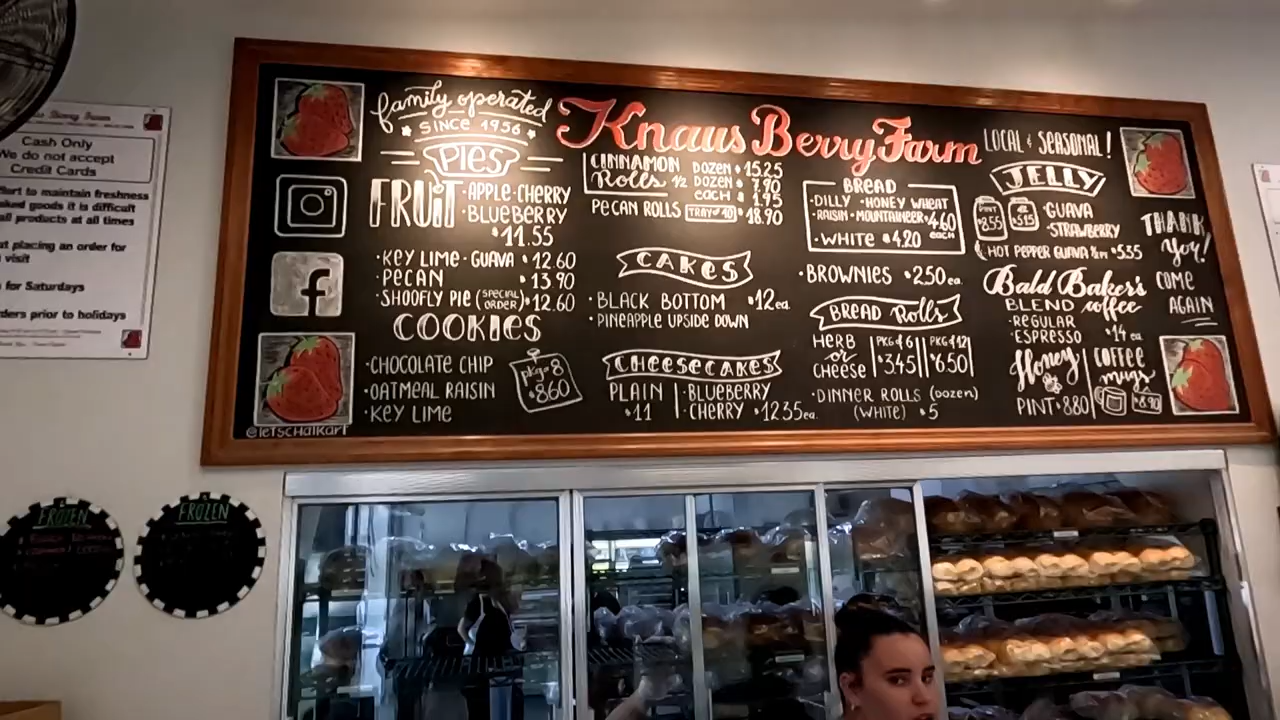 Cash Only
We do not accept
Credit Cards
effort to maintain freshness
baked goods it is difficult
all products at all times
placing an order for
visit
for Saturdays
orders prior to holidays
family operated
SINCE 1956
Knaus Berry Farm
PIES
FRUIT ·APPLE·CHERRY
·BLUEBERRY
$11.55
·KEY LIME·GUAVA $12.60
·PECAN $13.90
·SHOOFLY PIE (SPECIAL ORDER) $12.60
COOKIES
·CHOCOLATE CHIP
·OATMEAL RAISIN
·KEY LIME
pkg of 8
$8.60
@letschalkart
CINNAMON Rolls DOZEN $15.25
½ DOZEN $7.90
each $1.95
PECAN ROLLS TRAY OF 10 $18.90
CAKES
·BLACK BOTTOM $12ea
·PINEAPPLE UPSIDE DOWN
CHEESECAKES
PLAIN
$11
·BLUEBERRY
·CHERRY $12.35ea.
BREAD
·DILLY ·HONEY WHEAT
·RAISIN·MOUNTAINEER $4.60
·WHITE $4.20 each
·BROWNIES $2.50ea.
BREAD Rolls
HERB or CHEESE
PKG of 6 $3.45
PKG of 12 $6.50
·DINNER ROLLS (DOZEN)
(WHITE) $5
LOCAL & SEASONAL!
JELLY
PINT $8.55
$5.15
·GUAVA
·STRAWBERRY
HOT PEPPER GUAVA ½ PT $5.35
Bald Baker's
BLEND coffee
·REGULAR
·ESPRESSO $14 ea
Honey
PINT $8.80
COFFEE mugs
$8.90
THANK
you!
COME
AGAIN
FROZEN
FROZEN